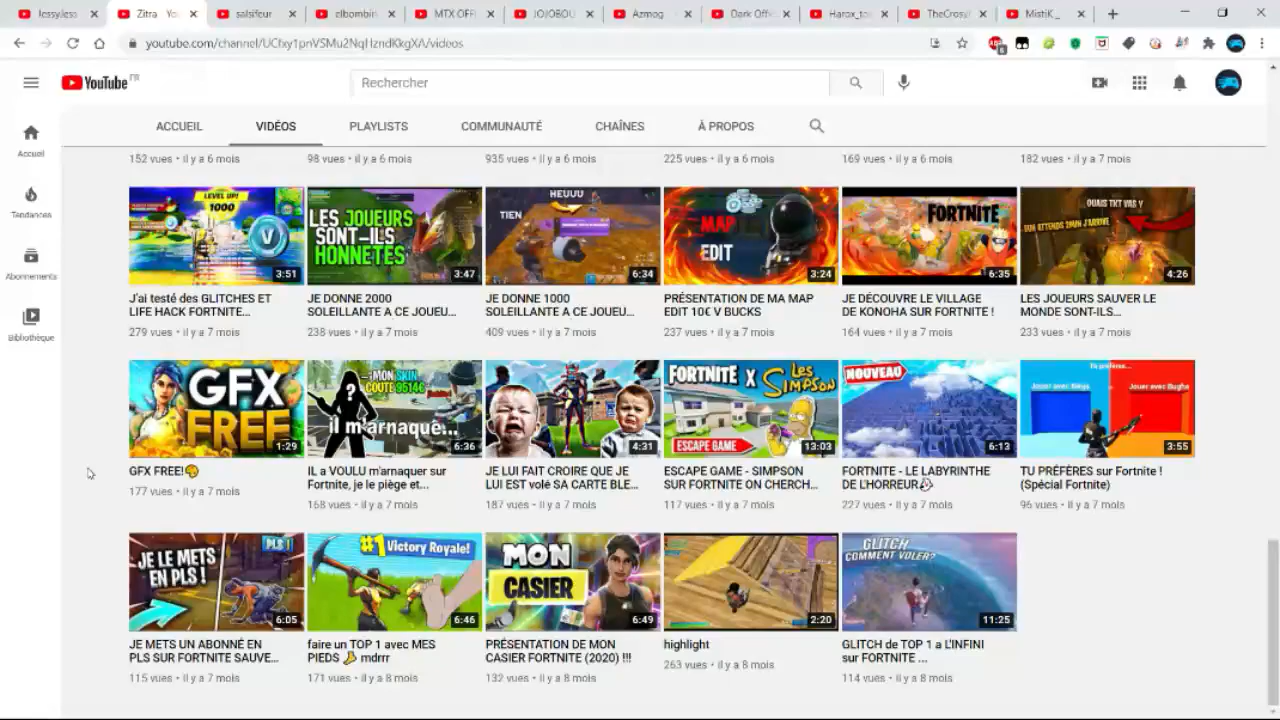 Jessyless
Zitra - You
salsifeur
elbombin
MTX OFF
JOJOBOU
Azmog -
Dark Offi
Harox_to
TheCrosyl
MistiK_
youtube.com/channel/UCfxy1pnVSMu2NqHzndKkgXA/videos
YouTube FR
Rechercher
ACCUEIL VIDÉOS PLAYLISTS COMMUNAUTÉ CHAÎNES À PROPOS
Accueil
Tendances
Abonnements
Bibliothèque
152 vues • il y a 6 mois
98 vues • il y a 6 mois
935 vues • il y a 6 mois
225 vues • il y a 6 mois
169 vues • il y a 6 mois
182 vues • il y a 7 mois
LEVEL UP!
1000
V
3:51
J'ai testé des GLITCHES ET
LIFE HACK FORTNITE...
279 vues • il y a 7 mois
LES JOUEURS
SONT-ILS
HONNETES
JE DONNE 2000
SOLEILLANTE A CE JOUEU...
238 vues • il y a 7 mois
HEUUU
TIEN
6:34
JE DONNE 1000
SOLEILLANTE A CE JOUEU...
409 vues • il y a 7 mois
MAP
EDIT
3:24
PRÉSENTATION DE MA MAP
EDIT 10€ V BUCKS
237 vues • il y a 7 mois
FORTNITE
6:35
JE DÉCOUVRE LE VILLAGE
DE KONOHA SUR FORTNITE !
164 vues • il y a 7 mois
OUAIS TKT VAS Y
4:26
LES JOUEURS SAUVER LE
MONDE SONT-ILS...
233 vues • il y a 7 mois
GFX
FREE
1:29
GFX FREE!
177 vues • il y a 7 mois
MON SKIN
COUTE 9514€
il m'arnaque...
6:36
IL a VOULU m'arnaquer sur
Fortnite, je le piège et...
168 vues • il y a 7 mois
4:31
JE LUI FAIT CROIRE QUE JE
LUI EST volé SA CARTE BLE...
187 vues • il y a 7 mois
FORTNITE X Les
SIMPSON
ESCAPE GAME
13:03
ESCAPE GAME - SIMPSON
SUR FORTNITE ON CHERCH...
117 vues • il y a 7 mois
NOUVEAU
6:13
FORTNITE - LE LABYRINTHE
DE L'HORREUR
227 vues • il y a 7 mois
Tu préfère...
Jouer avec Bugha
3:55
TU PRÉFÈRES sur Fortnite !
(Spécial Fortnite)
96 vues • il y a 7 mois
JE LE METS
EN PLS !
PLS !
6:05
JE METS UN ABONNÉ EN
PLS SUR FORTNITE SAUVE...
115 vues • il y a 7 mois
#1 Victory Royale!
6:46
faire un TOP 1 avec MES
PIEDS mdrrr
171 vues • il y a 8 mois
MON
CASIER
6:49
PRÉSENTATION DE MON
CASIER FORTNITE (2020) !!!
132 vues • il y a 8 mois
2:20
highlight
263 vues • il y a 8 mois
GLITCH
COMMENT VOLER?
11:25
GLITCH de TOP 1 a L'INFINI
sur FORTNITE ...
114 vues • il y a 8 mois